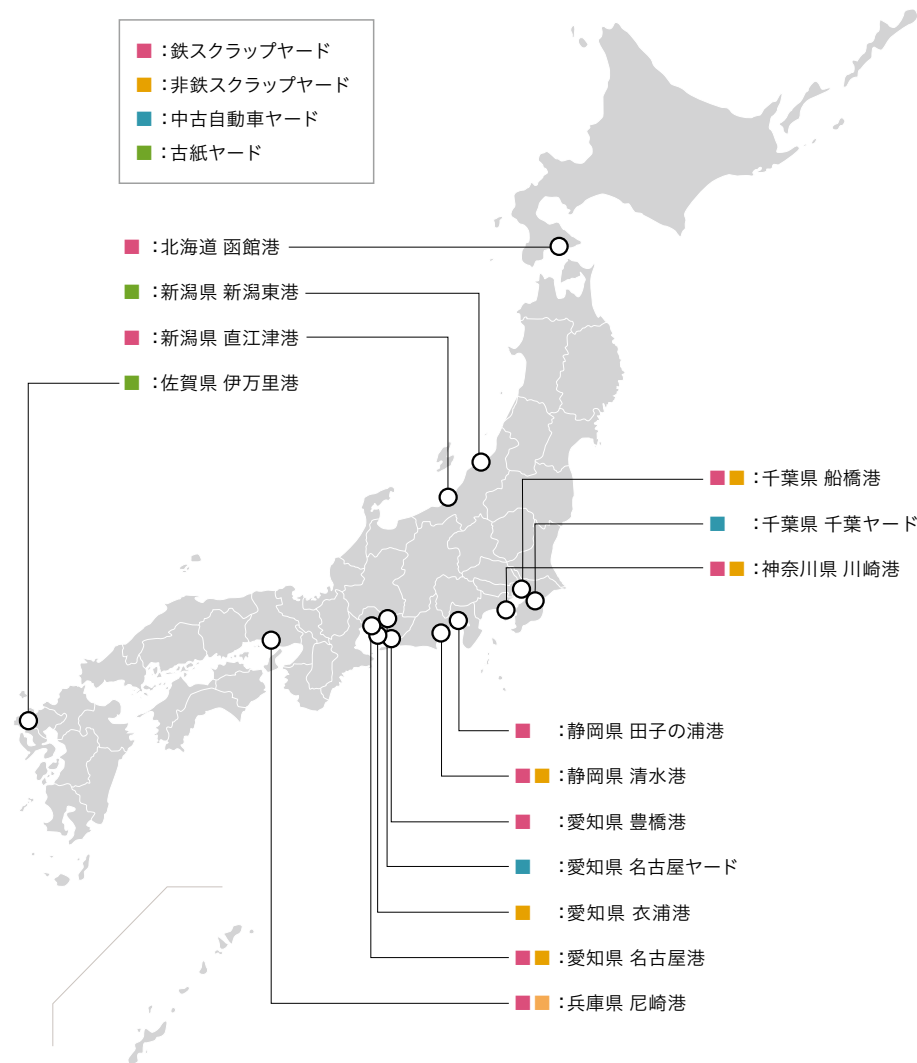 ：鉄スクラップヤード
：非鉄スクラップヤード
：中古自動車ヤード
：古紙ヤード
：北海道 函館港
：新潟県 新潟東港
：新潟県 直江津港
：佐賀県 伊万里港
：千葉県 船橋港
：千葉県 千葉ヤード
：神奈川県 川崎港
：静岡県 田子の浦港
：静岡県 清水港
：愛知県 豊橋港
：愛知県 名古屋ヤード
：愛知県 衣浦港
：愛知県 名古屋港
：兵庫県 尼崎港